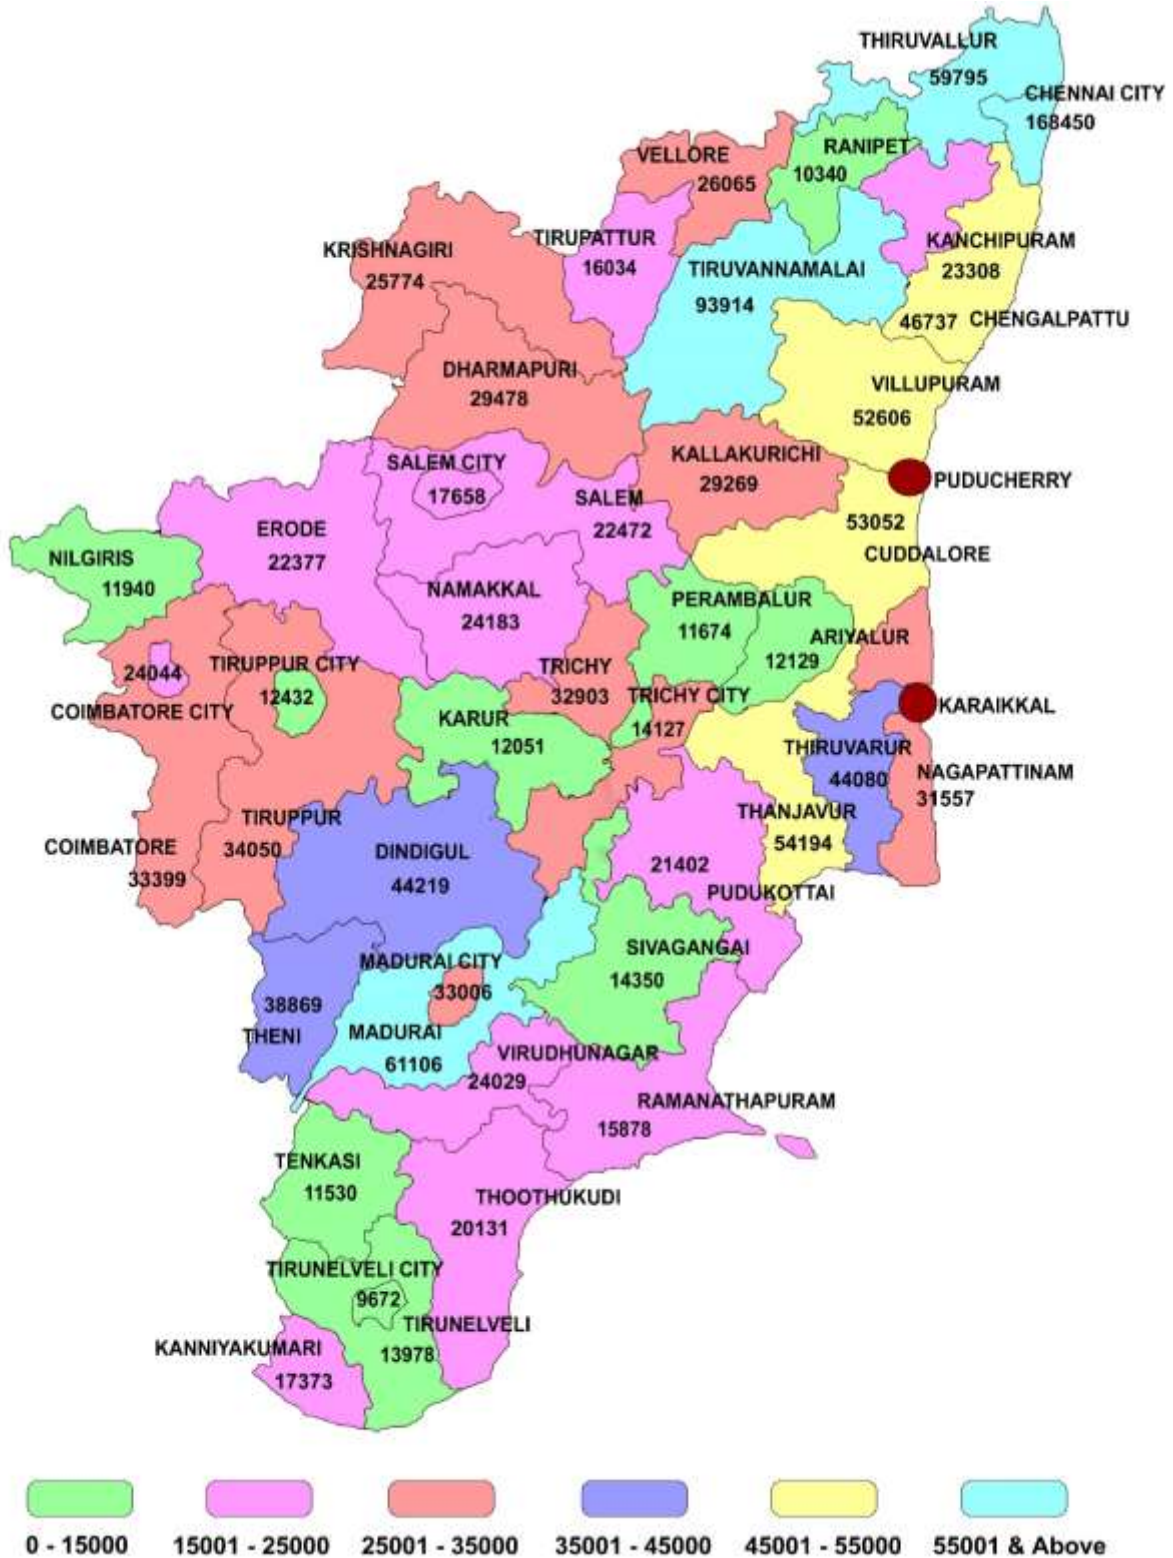 THIRUVALLUR
59795
CHENNAI CITY
168450
VELLORE
26065
RANIPET
10340
KRISHNAGIRI
25774
TIRUPATTUR
16034
TIRUVANNAMALAI
93914
KANCHIPURAM
23308
46737 CHENGALPATTU
DHARMAPURI
29478
VILLUPURAM
52606
SALEM CITY
17658
KALLAKURICHI
29269
PUDUCHERRY
SALEM
22472
53052
CUDDALORE
ERODE
22377
NILGIRIS
11940
NAMAKKAL
24183
PERAMBALUR
11674
ARIYALUR
12129
24044
COIMBATORE CITY
TIRUPPUR CITY
12432
TRICHY
32903
TRICHY CITY
14127
KARAIKKAL
KARUR
12051
THIRUVARUR
44080
NAGAPATTINAM
31557
TIRUPPUR
34050
THANJAVUR
54194
COIMBATORE
33399
DINDIGUL
44219
21402
PUDUKOTTAI
MADURAI CITY
33006
SIVAGANGAI
14350
38869
THENI
MADURAI
61106
VIRUDHUNAGAR
24029
RAMANATHAPURAM
15878
TENKASI
11530
THOOTHUKUDI
20131
TIRUNELVELI CITY
9672
TIRUNELVELI
13978
KANNIYAKUMARI
17373
0 - 15000 15001 - 25000 25001 - 35000 35001 - 45000 45001 - 55000 55001 & Above